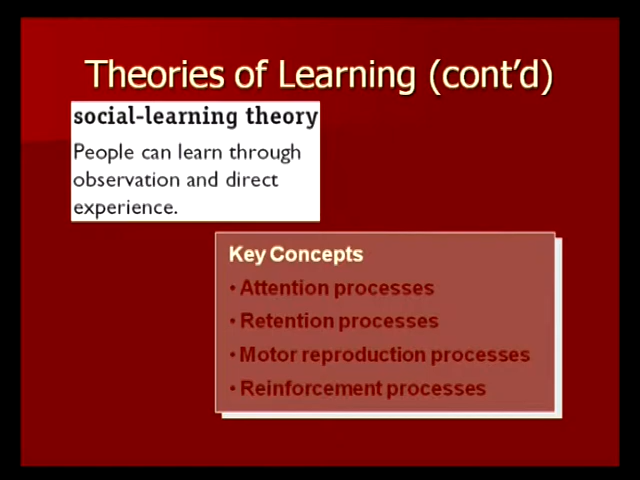 Theories of Learning (cont'd)
social-learning theory
People can learn through
observation and direct
experience.
Key Concepts
• Attention processes
• Retention processes
• Motor reproduction processes
• Reinforcement processes